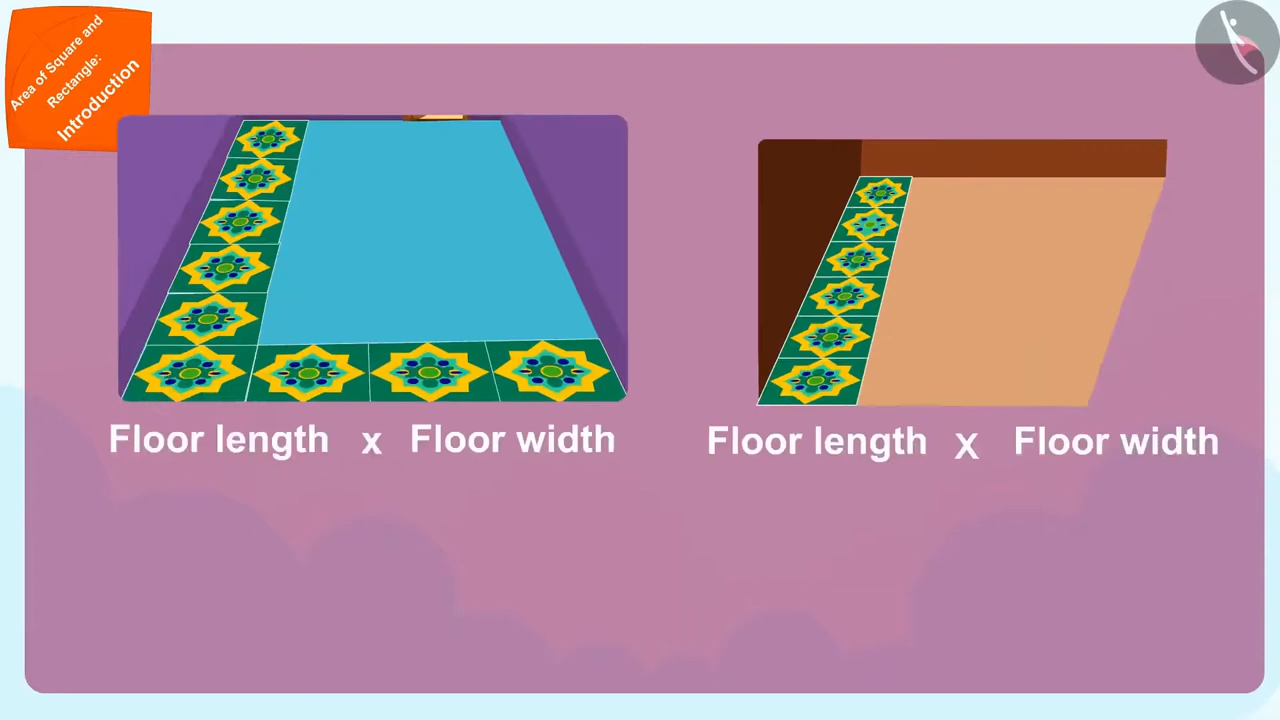 Area of Square and
Rectangle:
Introduction
Floor length x Floor width
Floor length x Floor width